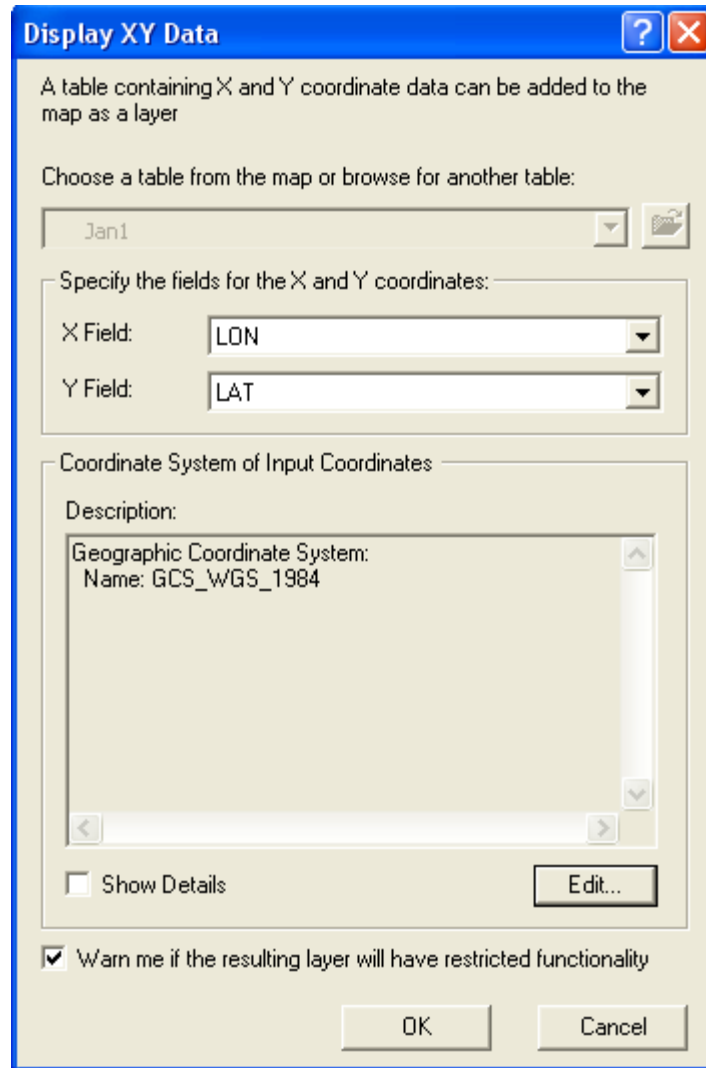 Display XY Data
A table containing X and Y coordinate data can be added to the
map as a layer
Choose a table from the map or browse for another table:
Jan1
Specify the fields for the X and Y coordinates:
X Field:
LON
Y Field:
LAT
Coordinate System of Input Coordinates
Description:
Geographic Coordinate System:
Name: GCS_WGS_1984
Show Details
Edit...
Warn me if the resulting layer will have restricted functionality
OK
Cancel